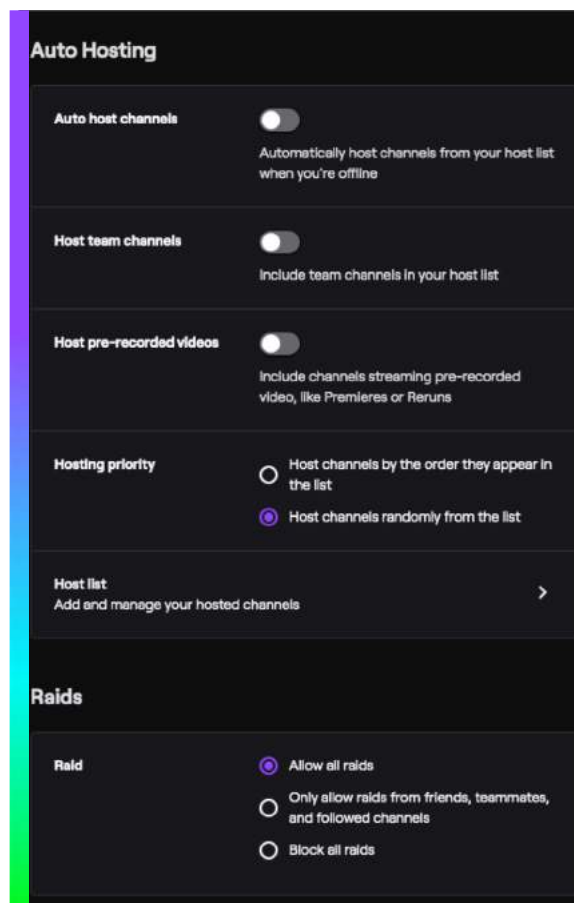 Auto Hosting
Auto host channels
Automatically host channels from your host list
when you're offline
Host team channels
Include team channels in your host list
Host pre-recorded videos
Include channels streaming pre-recorded
video, like Premieres or Reruns
Hosting priority
Host channels by the order they appear in
the list
Host channels randomly from the list
Host list
Add and manage your hosted channels
Raids
Raid
Allow all raids
Only allow raids from friends, teammates,
and followed channels
Block all raids